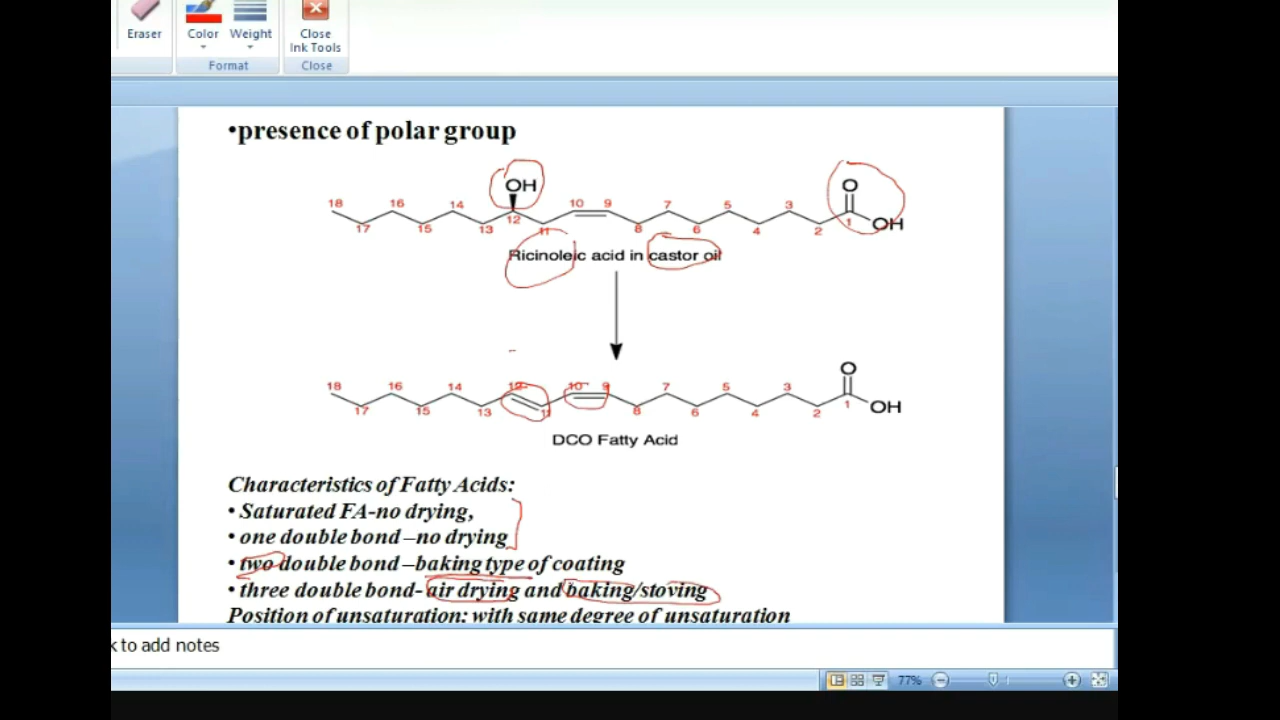 Eraser
Color
Weight
Close
Ink Tools
Format
Close
•presence of polar group
OH
O
18 16 14 12 10 9 7 5 3 1
17 15 13 11 8 6 4 2
OH
Ricinoleic acid in castor oil
O
18 16 14 12 10 9 7 5 3 1
17 15 13 11 8 6 4 2
OH
DCO Fatty Acid
Characteristics of Fatty Acids:
• Saturated FA-no drying,
• one double bond –no drying
• two double bond –baking type of coating
• three double bond- air drying and baking/stoving
Position of unsaturation: with same degree of unsaturation
k to add notes
77%